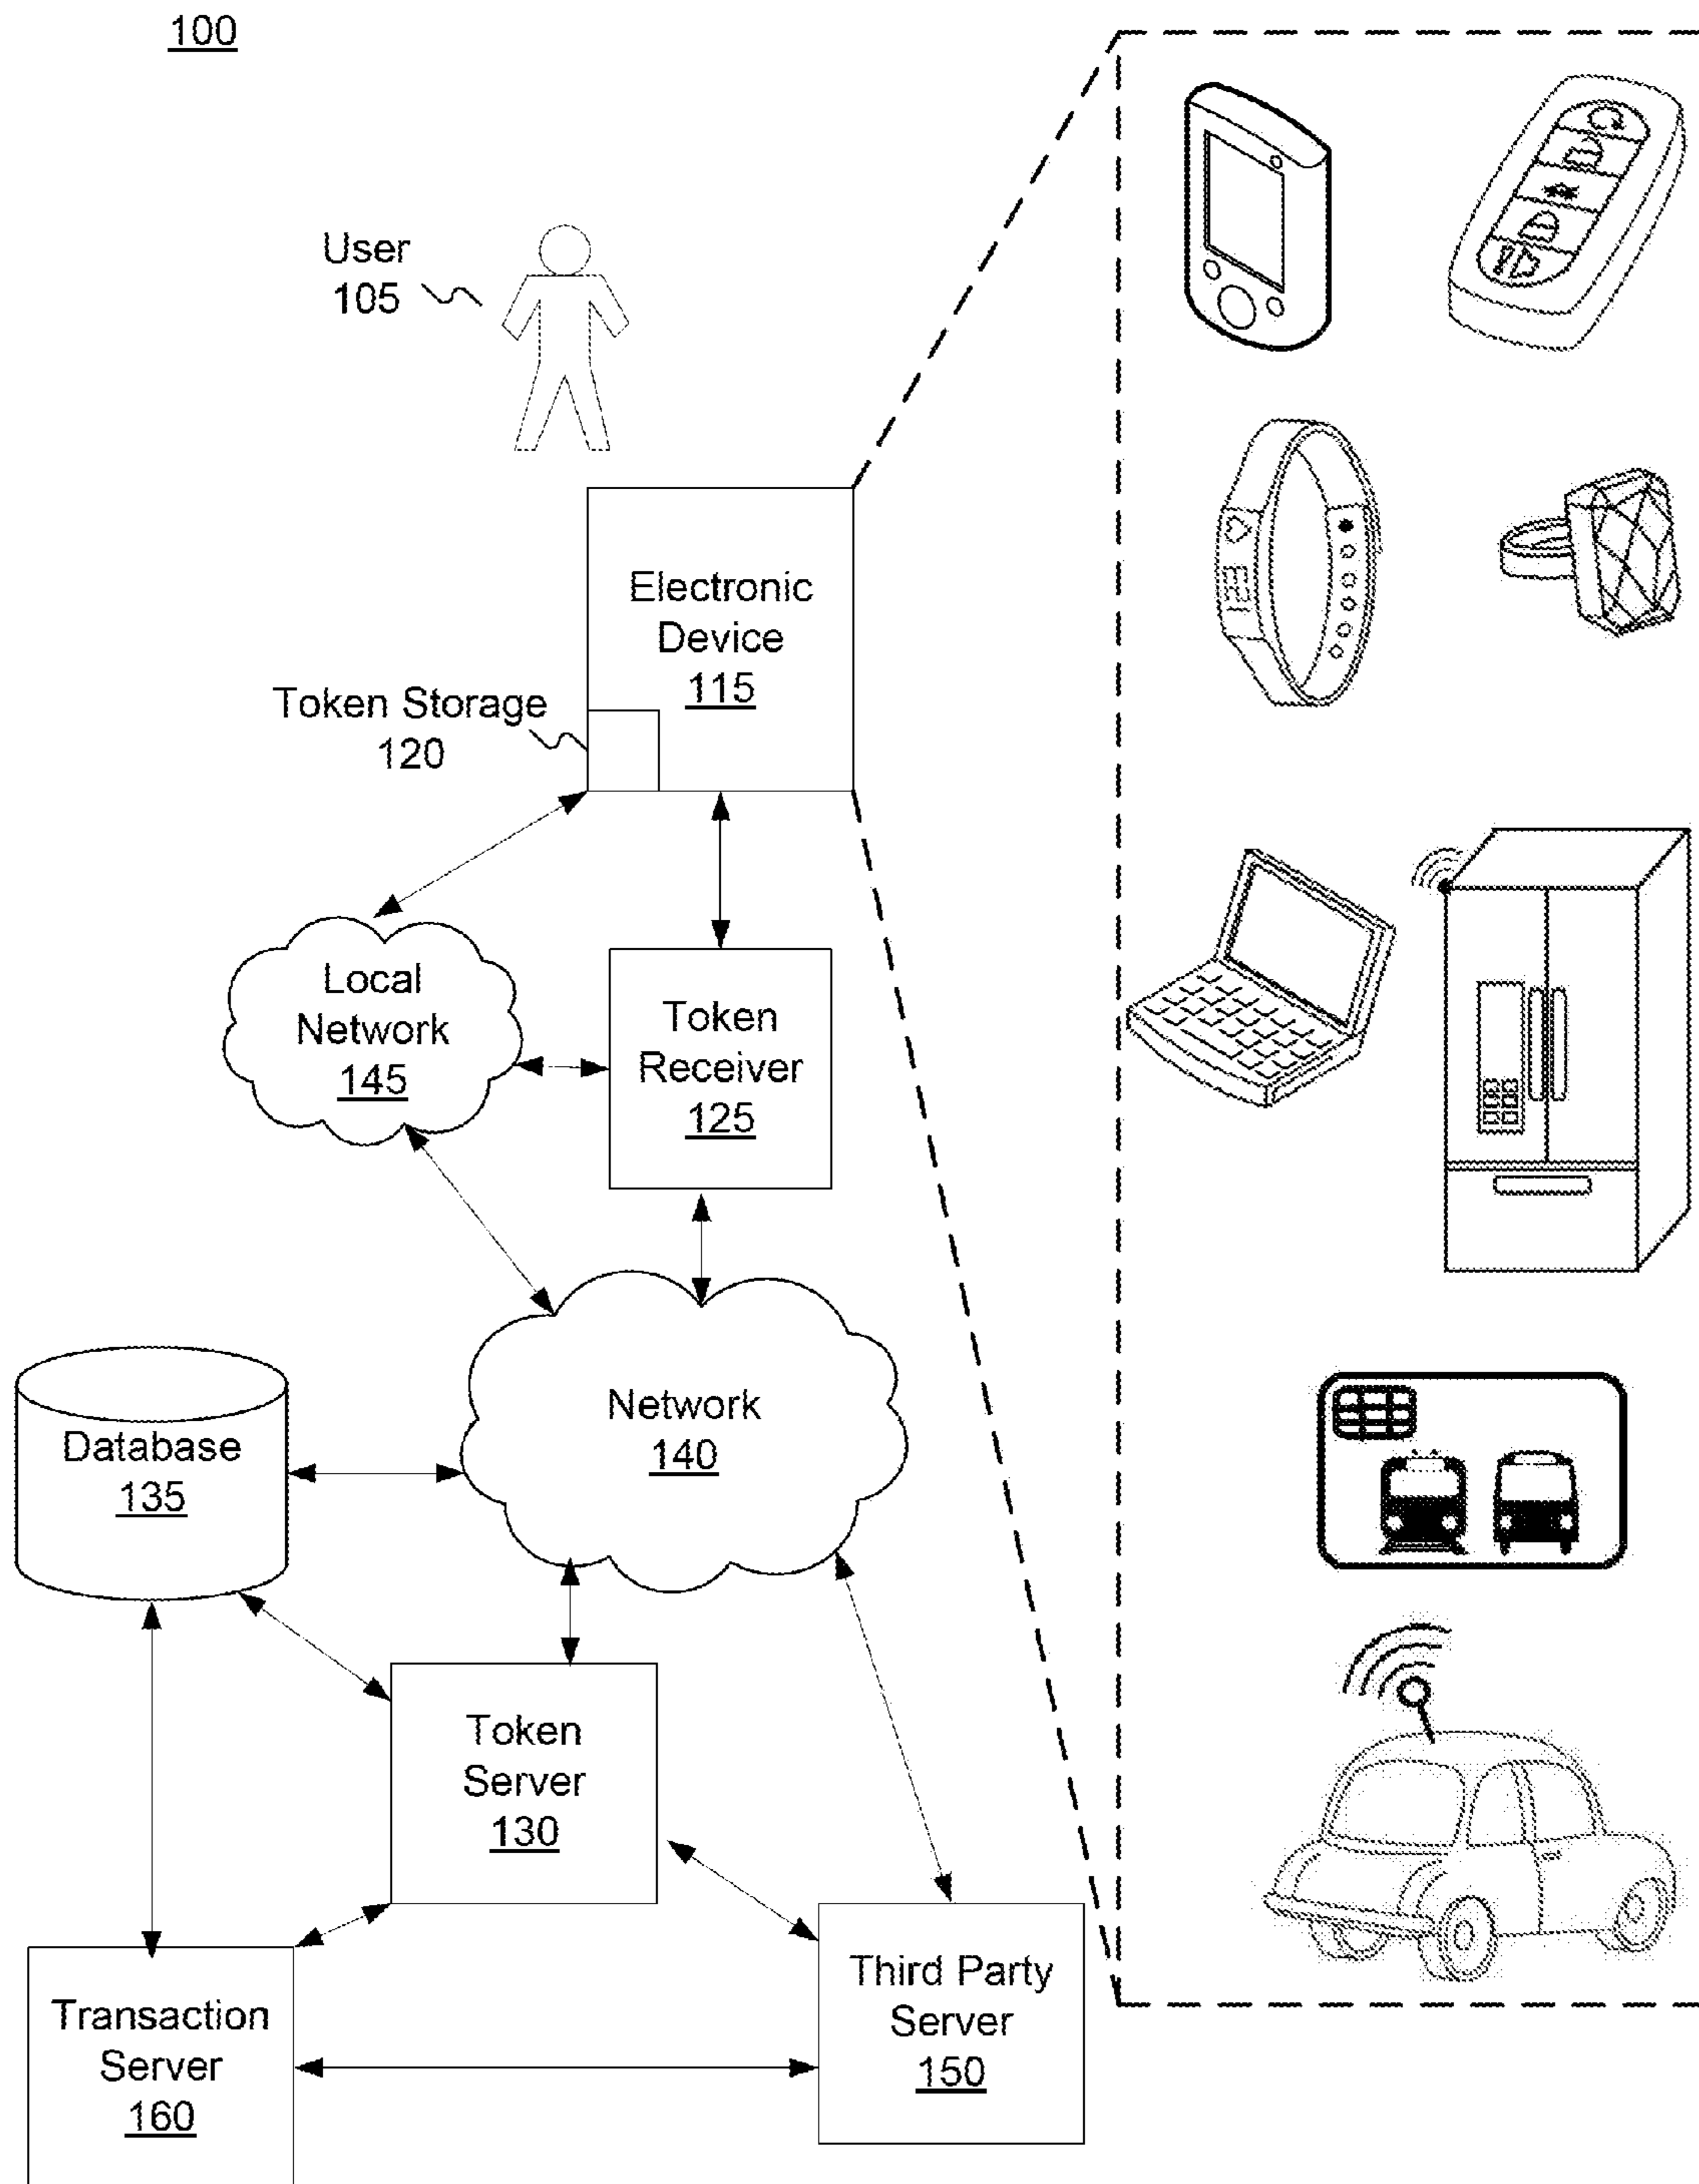 100
User
105
Electronic
Device
115
Token Storage
120
Local
Network
145
Token
Receiver
125
Network
140
Database
135
Token
Server
130
Third Party
Server
150
Transaction
Server
160